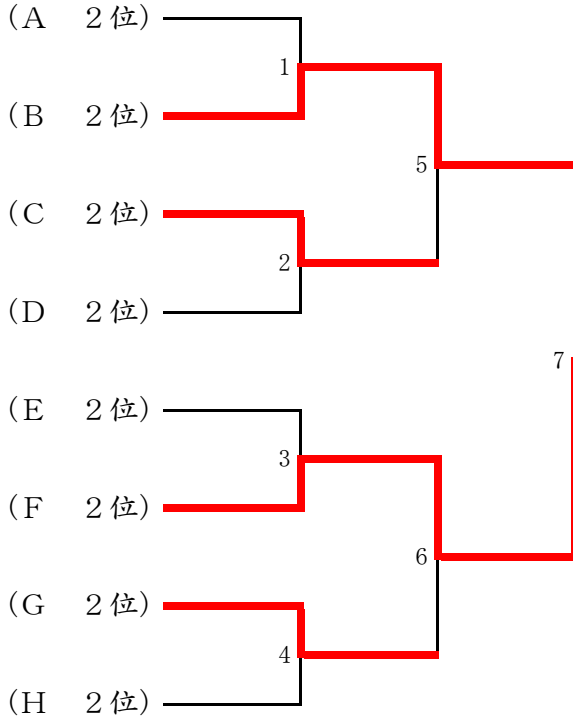 (A　２位)
1
(B　２位)
5
(C　２位)
2
(D　２位)
7
(E　２位)
3
(F　２位)
6
(G　２位)
4
(H　２位)